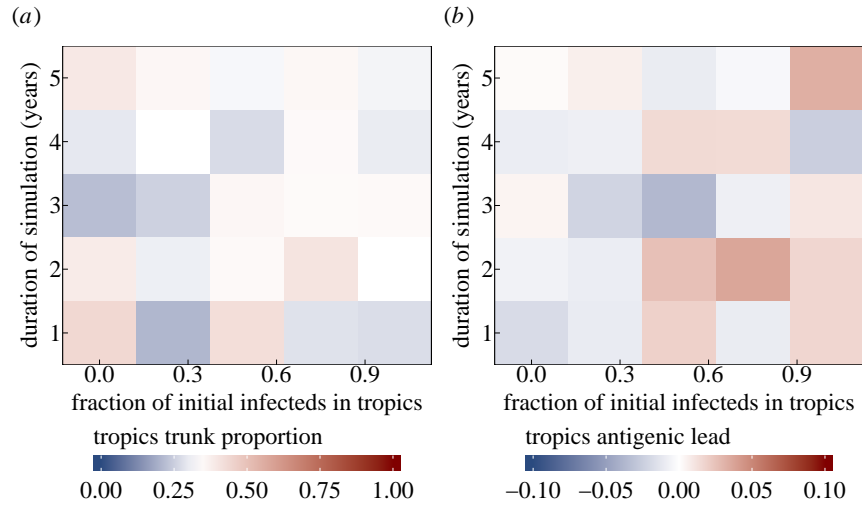 (a)
duration of simulation (years)
5
4
3
2
1
0.0 0.3 0.6 0.9
fraction of initial infecteds in tropics
tropics trunk proportion
0.00 0.25 0.50 0.75 1.00
(b)
duration of simulation (years)
5
4
3
2
1
0.0 0.3 0.6 0.9
fraction of initial infecteds in tropics
tropics antigenic lead
−0.10 −0.05 0.00 0.05 0.10